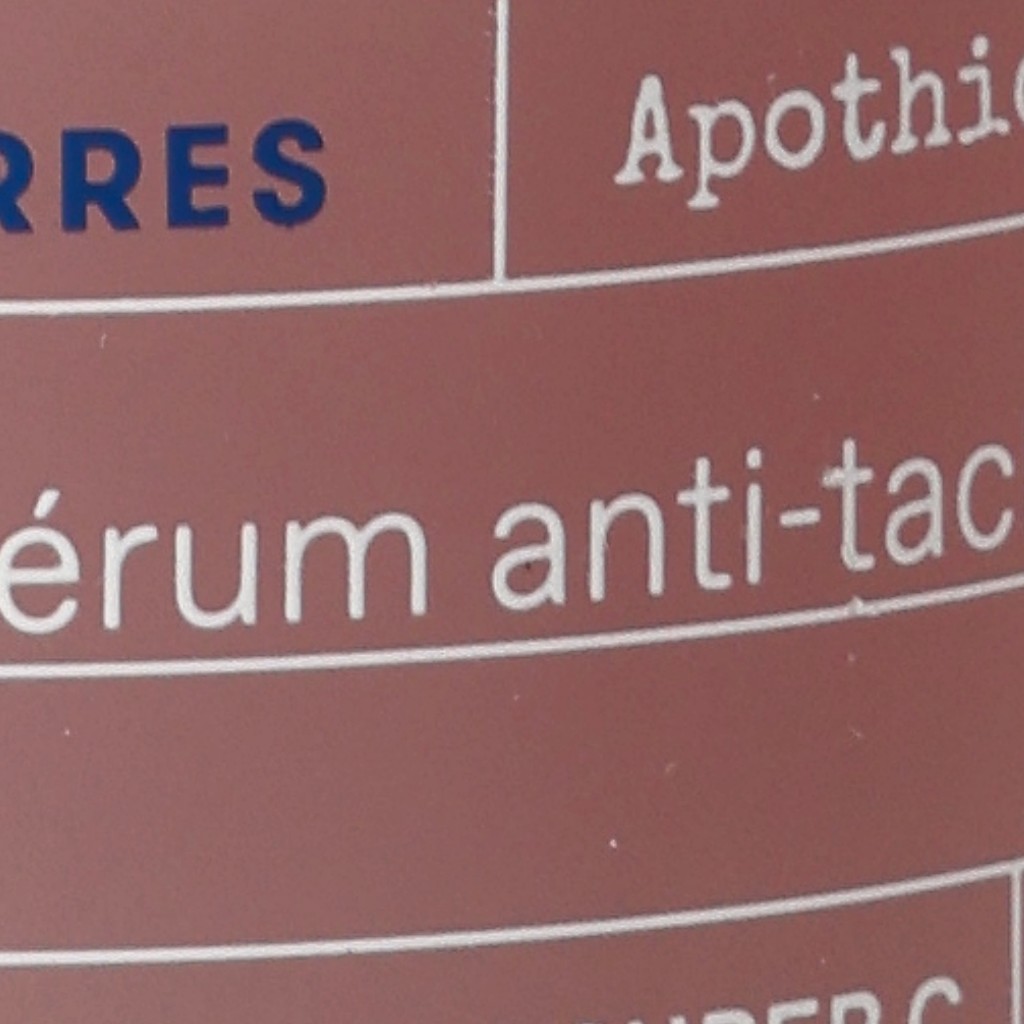 RRES
Apothi
érum anti-tac